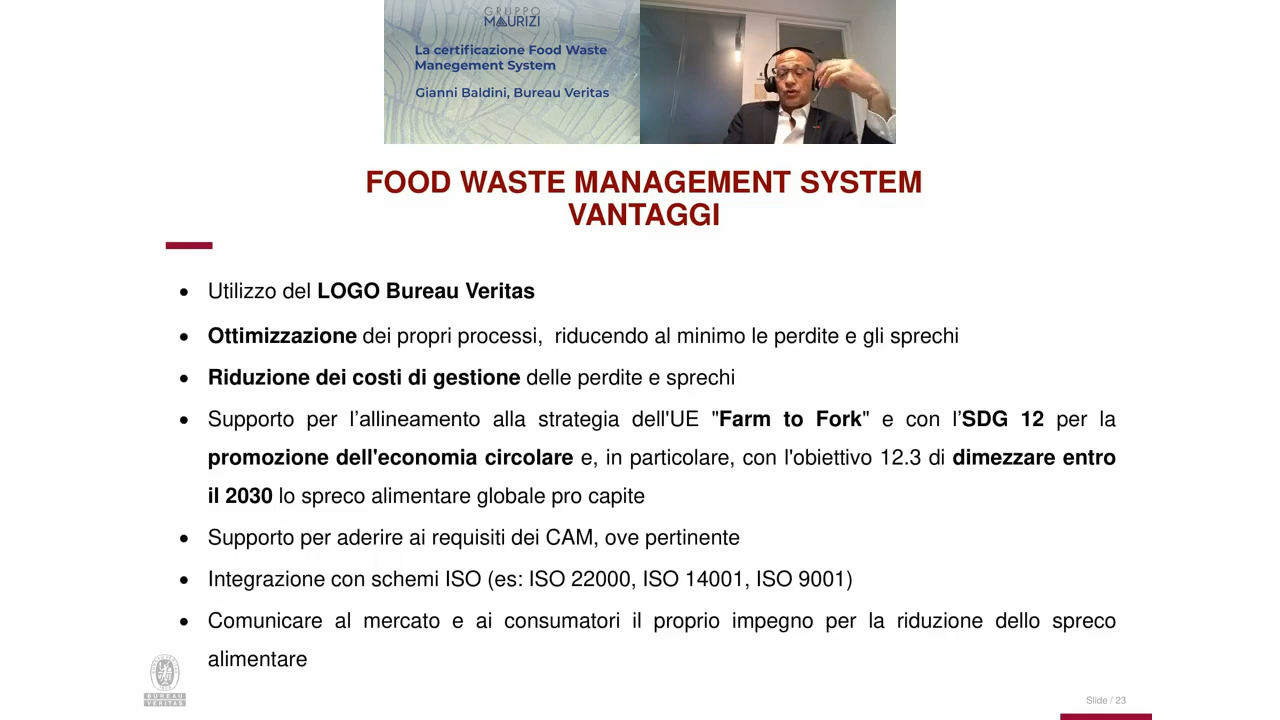 GRUPPO
MAURIZI
La certificazione Food Waste
Manegement System
Gianni Baldini, Bureau Veritas
FOOD WASTE MANAGEMENT SYSTEM
VANTAGGI
• Utilizzo del LOGO Bureau Veritas
• Ottimizzazione dei propri processi,  riducendo al minimo le perdite e gli sprechi
• Riduzione dei costi di gestione delle perdite e sprechi
• Supporto per l’allineamento alla strategia dell'UE "Farm to Fork" e con l’SDG 12 per la
promozione dell'economia circolare e, in particolare, con l'obiettivo 12.3 di dimezzare entro
il 2030 lo spreco alimentare globale pro capite
• Supporto per aderire ai requisiti dei CAM, ove pertinente
• Integrazione con schemi ISO (es: ISO 22000, ISO 14001, ISO 9001)
• Comunicare al mercato e ai consumatori il proprio impegno per la riduzione dello spreco
alimentare
BUREAU
VERITAS
Slide / 23